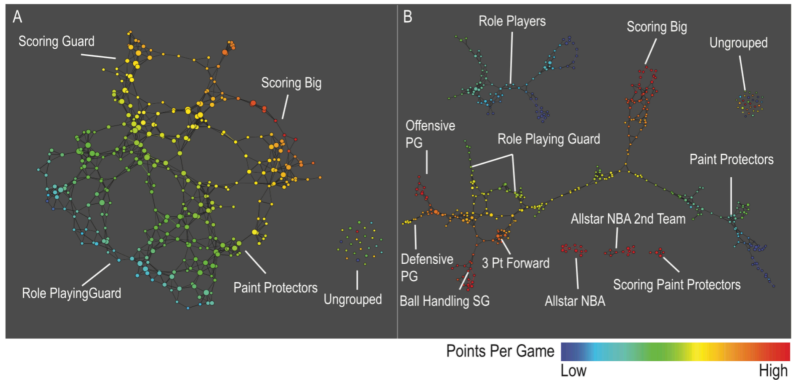 A
Scoring Guard
Scoring Big
Role PlayingGuard
Paint Protectors
Ungrouped
B
Role Players
Scoring Big
Ungrouped
Offensive
PG
Role Playing Guard
Paint Protectors
Allstar NBA 2nd Team
Defensive
PG
3 Pt Forward
Ball Handling SG
Allstar NBA
Scoring Paint Protectors
Points Per Game
Low
High